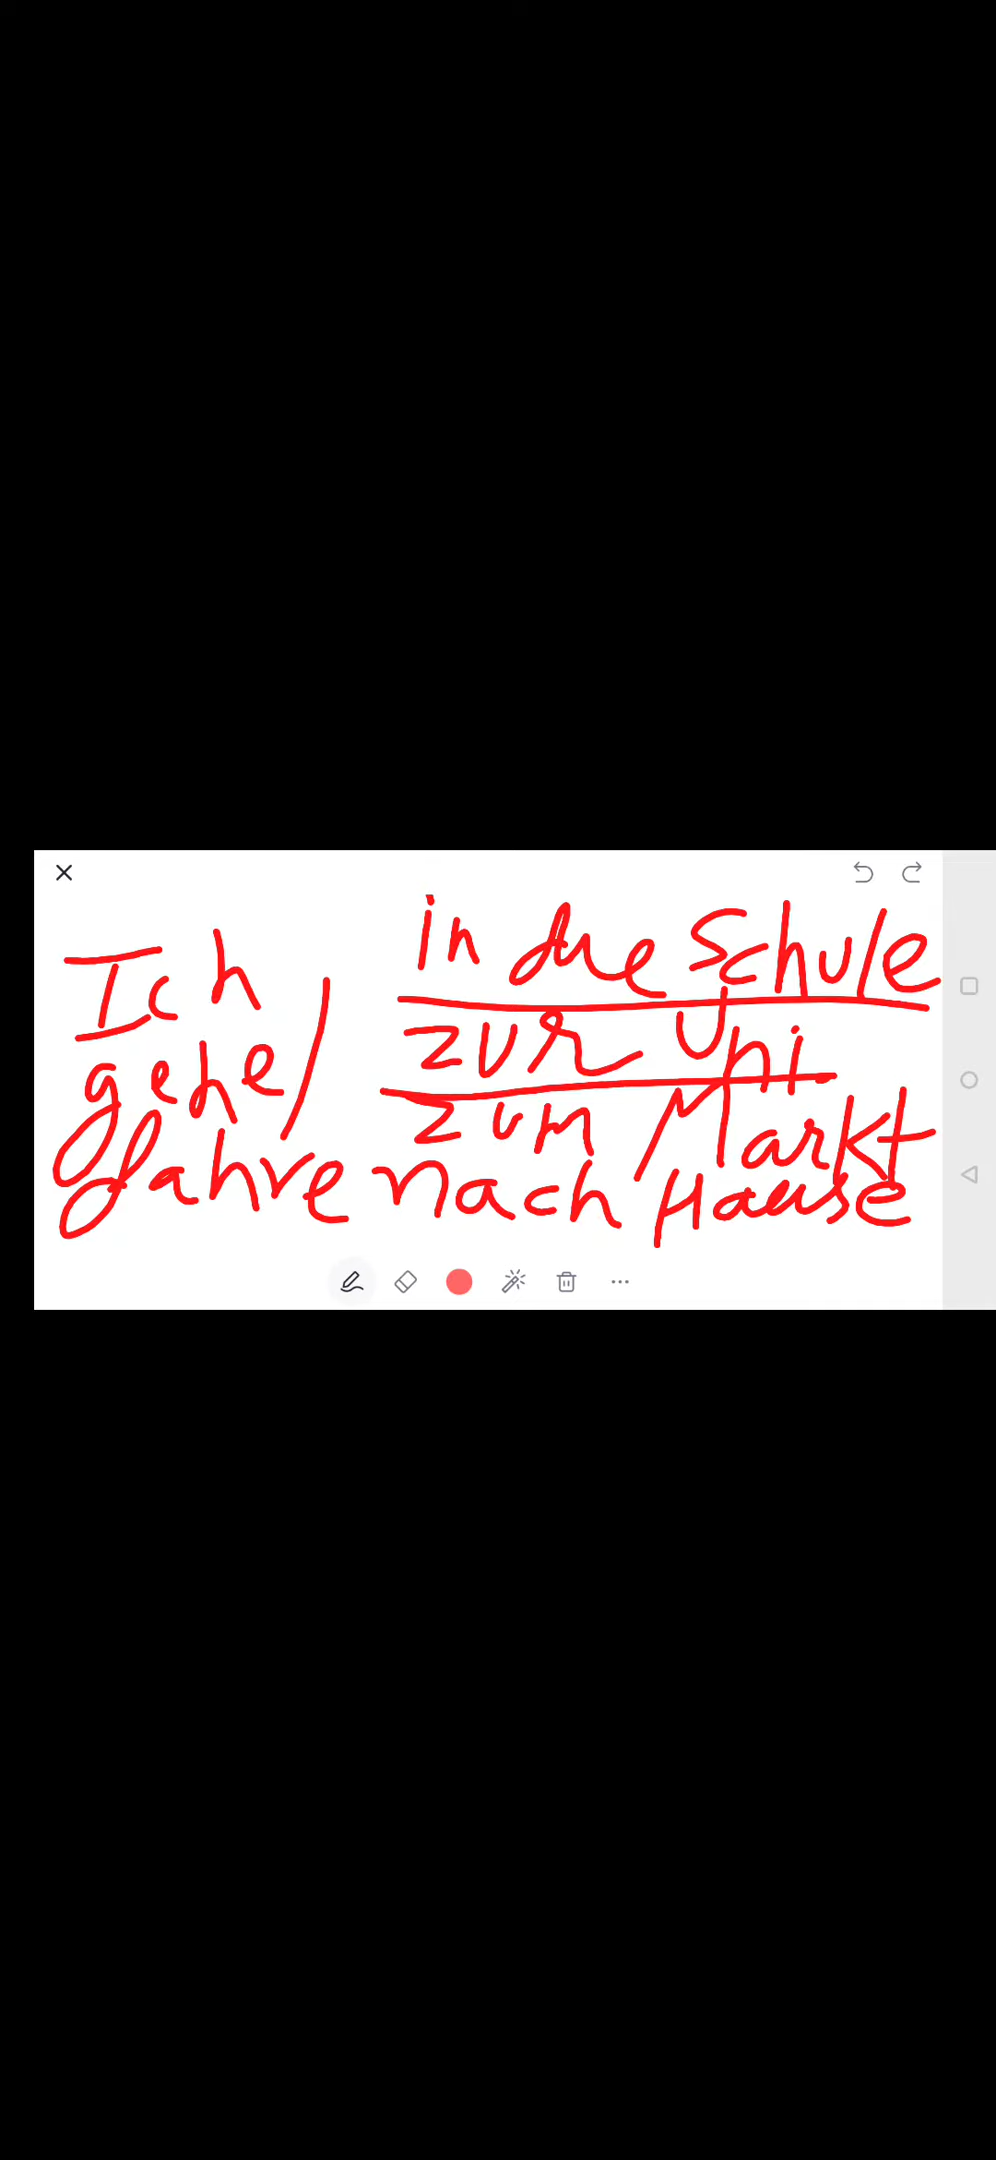 in die Schule
Ich
gehe/ zur Uni
zum Markt
fahre nach Hause